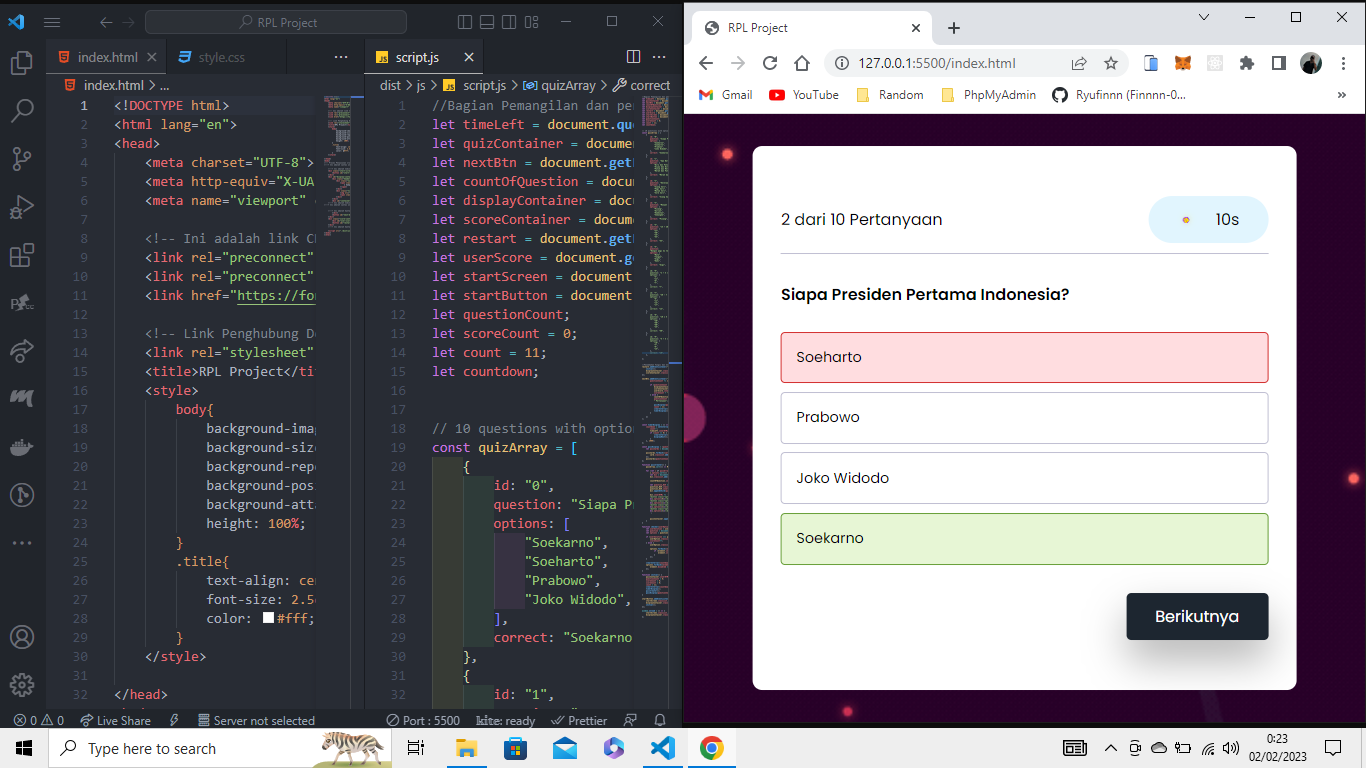 RPL Project
index.html
style.css
script.js
index.html > ...
dist > js > script.js > quizArray > correct
1 <!DOCTYPE html>
2 <html lang="en">
3 <head>
4 <meta charset="UTF-8">
5 <meta http-equiv="X-UA
6 <meta name="viewport"
7
8 <!-- Ini adalah link C
9 <link rel="preconnect"
10 <link rel="preconnect"
11 <link href="https://fo
12
13 <!-- Link Penghubung D
14 <link rel="stylesheet"
15 <title>RPL Project</ti
16 <style>
17 body{
18 background-ima
19 background-siz
20 background-rep
21 background-pos
22 background-att
23 height: 100%;
24 }
25 .title{
26 text-align: ce
27 font-size: 2.5
28 color: #fff;
29 }
30 </style>
31
32 </head>
1 //Bagian Pemangilan dan pe
2 let timeLeft = document.qu
3 let quizContainer = docume
4 let nextBtn = document.get
5 let countOfQuestion = docu
6 let displayContainer = doc
7 let scoreContainer = docum
8 let restart = document.get
9 let userScore = document.g
10 let startScreen = document
11 let startButton = document
12 let questionCount;
13 let scoreCount = 0;
14 let count = 11;
15 let countdown;
16
17
18 // 10 questions with optio
19 const quizArray = [
20 {
21 id: "0",
22 question: "Siapa P
23 options: [
24 "Soekarno",
25 "Soeharto",
26 "Prabowo",
27 "Joko Widodo",
28 ],
29 correct: "Soekarno
30 },
31 {
32 id: "1",
0 0
Live Share
Server not selected
Port : 5500
kite: ready
Prettier
RPL Project
127.0.0.1:5500/index.html
Gmail
YouTube
Random
PhpMyAdmin
Ryufinnn (Finnnn-0...
2 dari 10 Pertanyaan
10s
Siapa Presiden Pertama Indonesia?
Soeharto
Prabowo
Joko Widodo
Soekarno
Berikutnya
Type here to search
0:23
02/02/2023